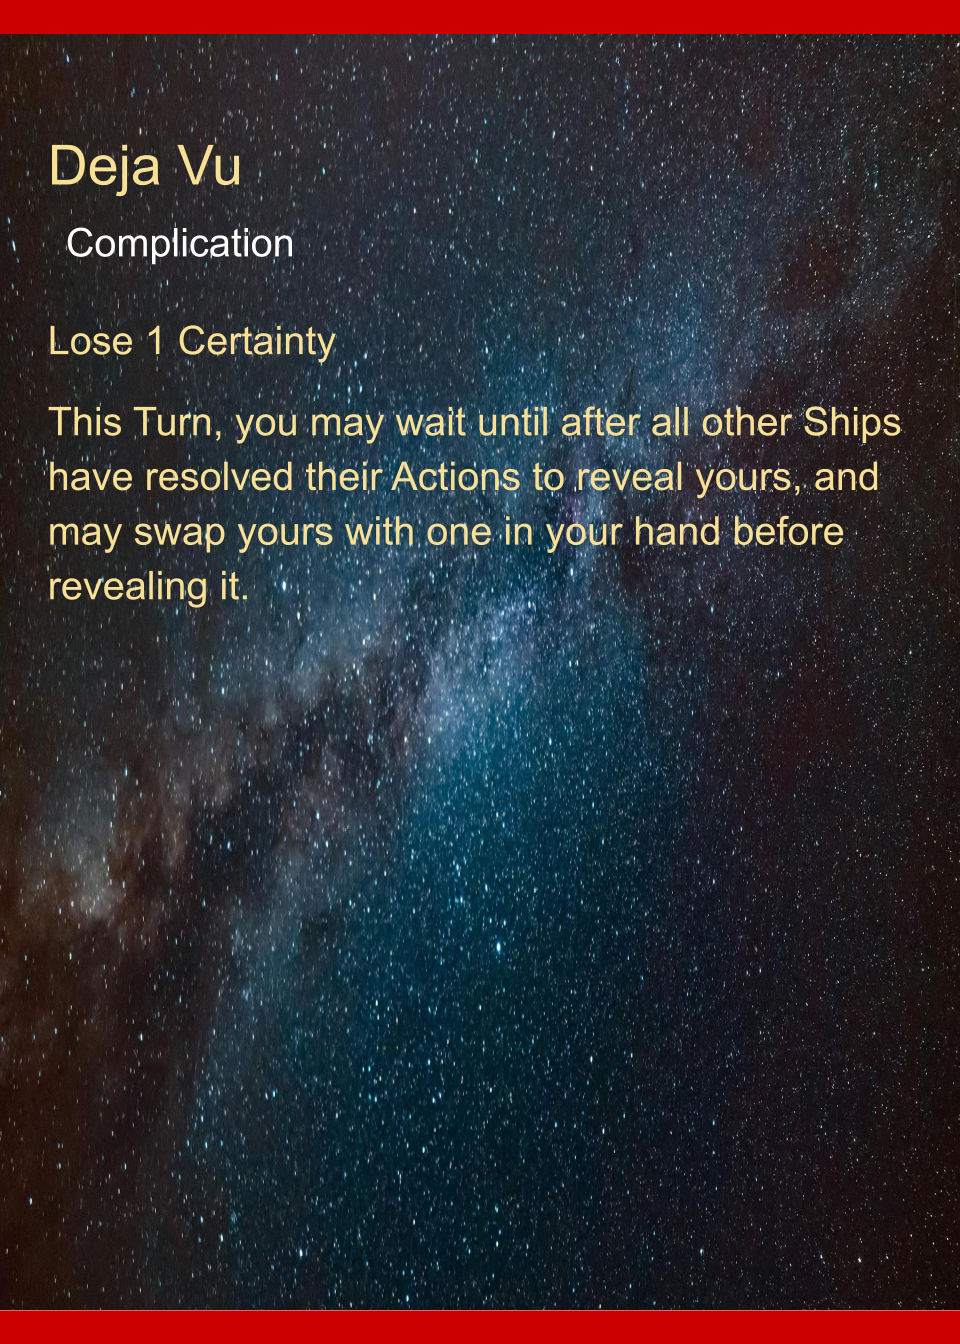 Deja Vu
Complication
Lose 1 Certainty
This Turn, you may wait until after all other Ships
have resolved their Actions to reveal yours, and
may swap yours with one in your hand before
revealing it.